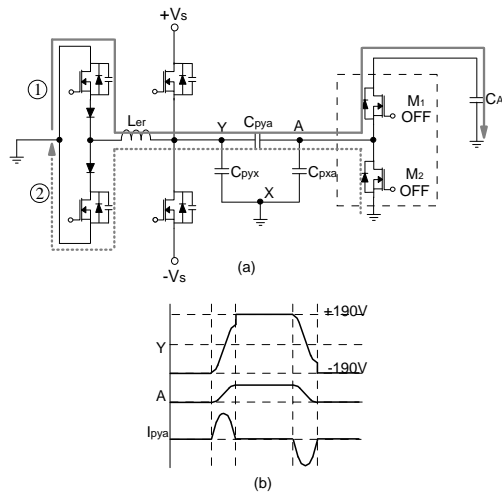 +Vs
①
Ler
Y
Cpya
A
M1
OFF
CA
②
Cpyx
X
Cpxa
M2
OFF
-Vs
(a)
+190V
Y
-190V
A
Ipya
(b)